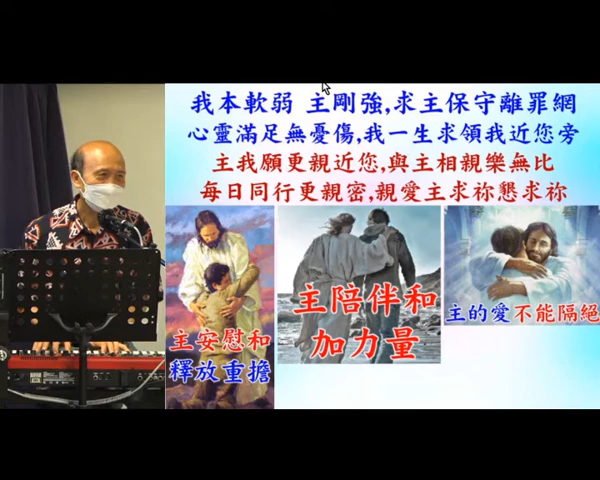 我本軟弱 主剛強,求主保守離罪網
心靈滿足無憂傷,我一生求領我近您旁
主我願更親近您,與主相親樂無比
每日同行更親密,親愛主求祢懇求祢
主安慰和
釋放重擔
主陪伴和
加力量
主的愛不能隔絕